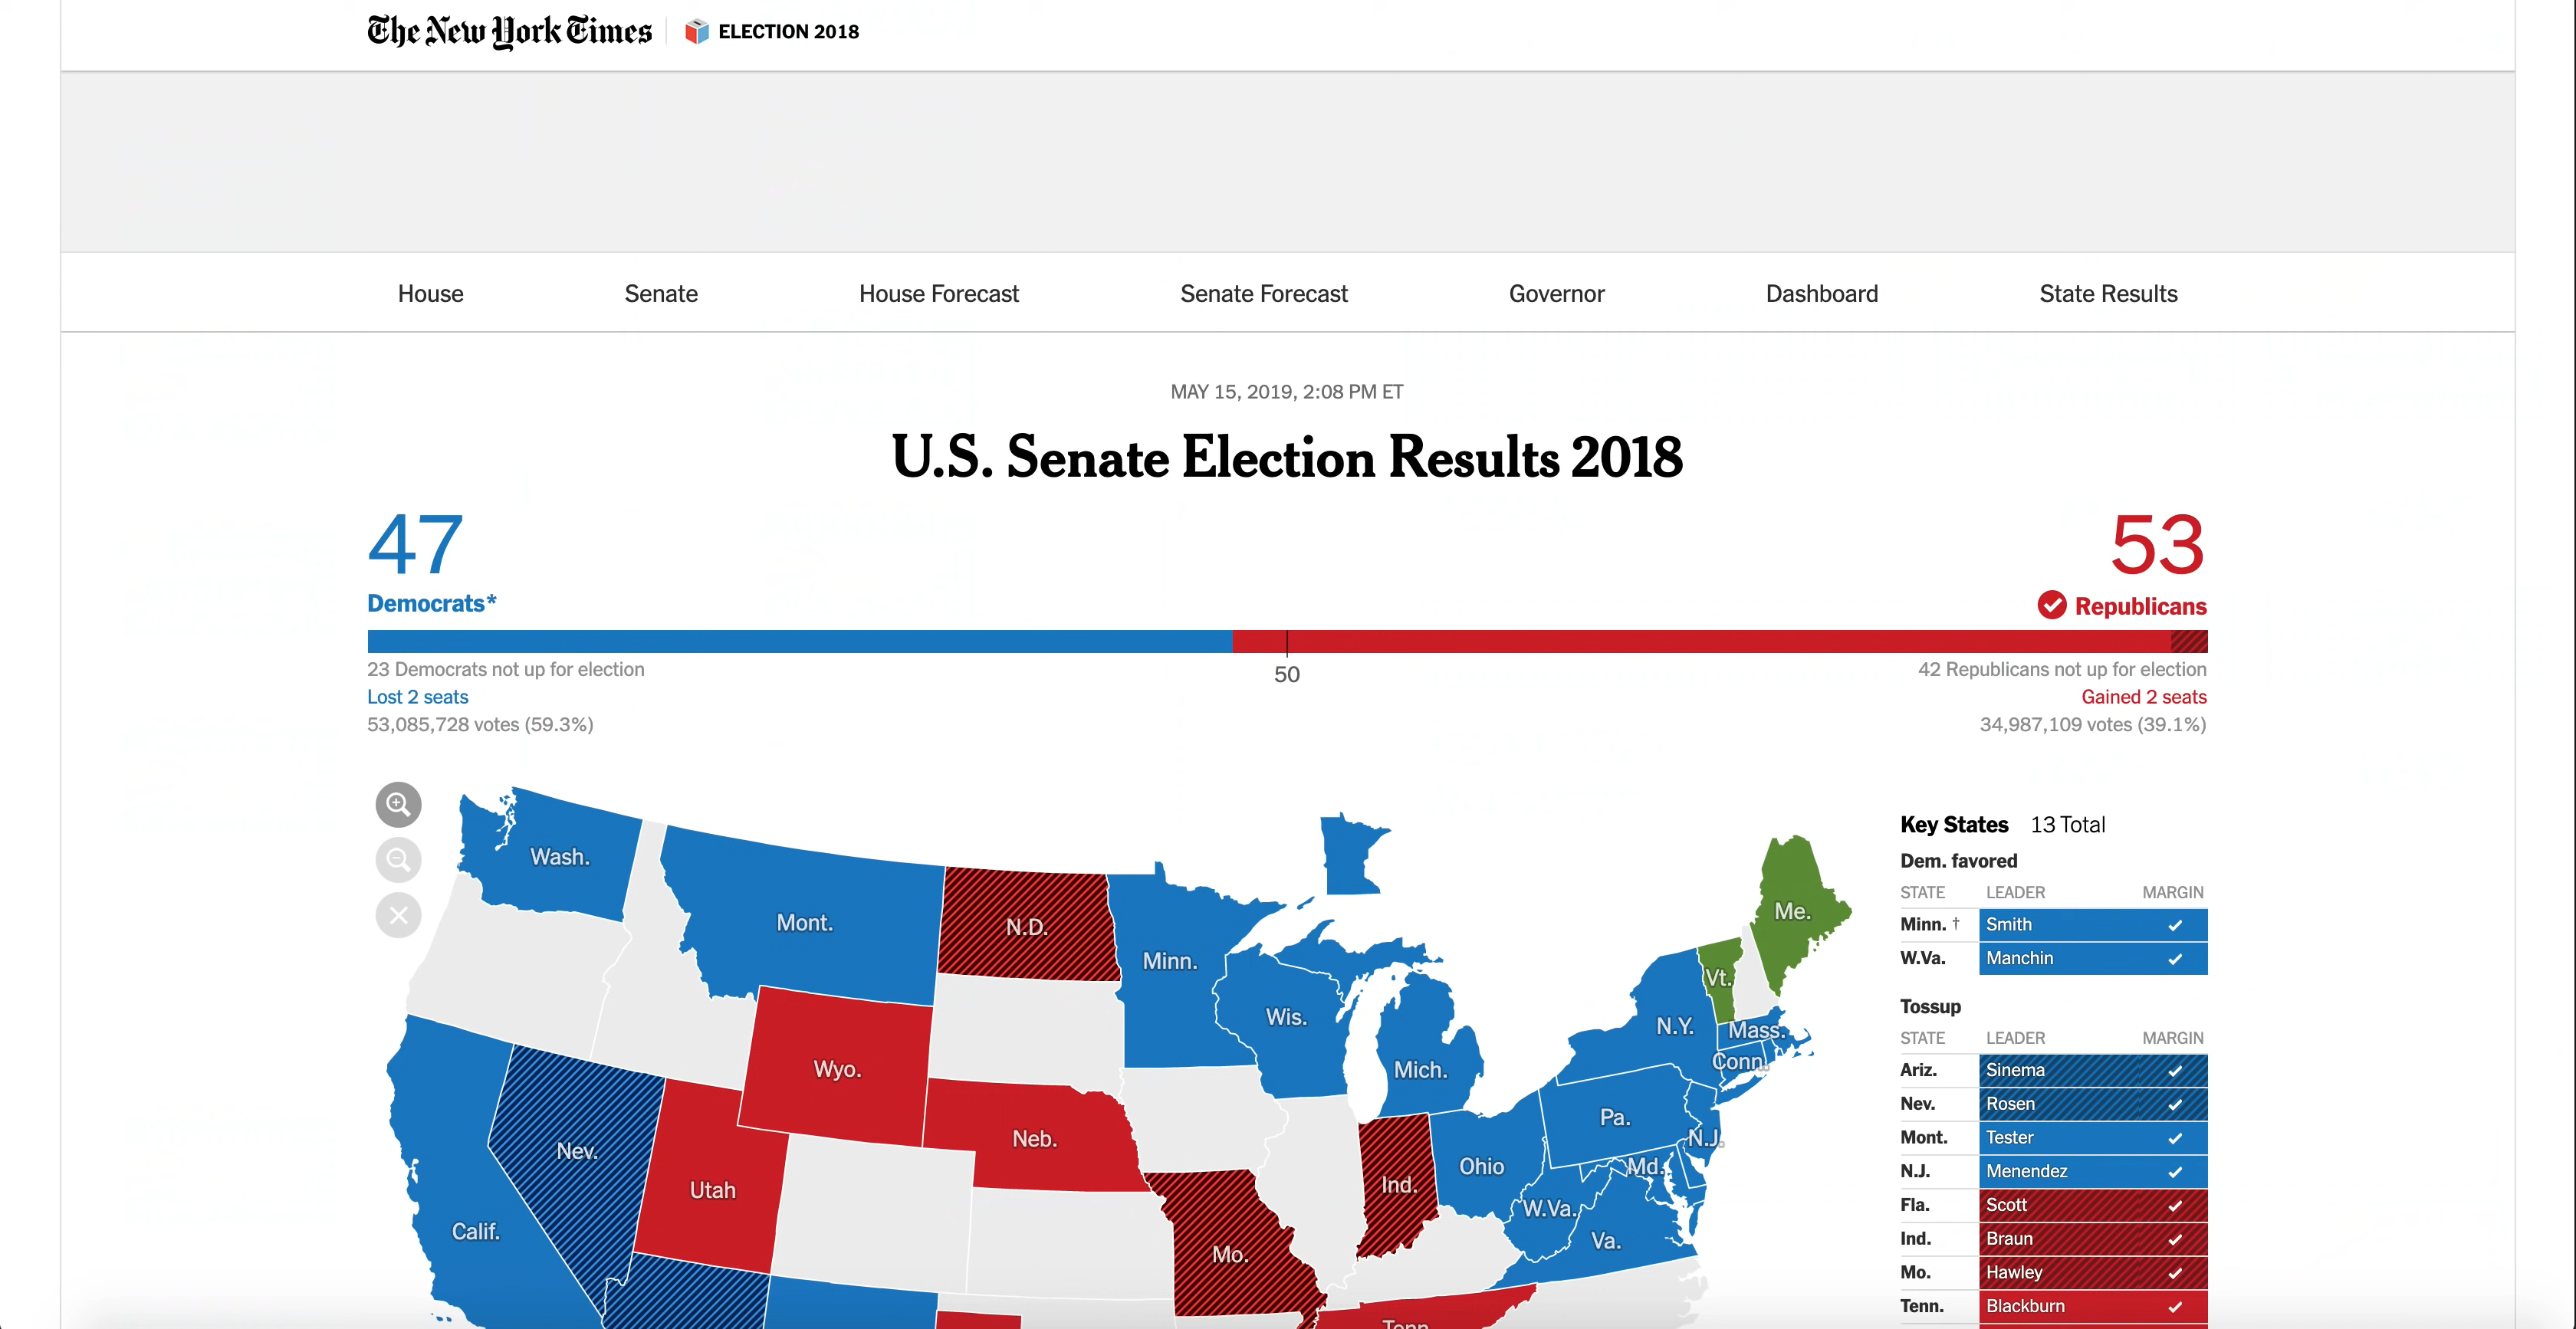 The New York Times
ELECTION 2018
House
Senate
House Forecast
Senate Forecast
Governor
Dashboard
State Results
MAY 15, 2019, 2:08 PM ET
U.S. Senate Election Results 2018
47
Democrats*
53
Republicans
23 Democrats not up for election
Lost 2 seats
53,085,728 votes (59.3%)
50
42 Republicans not up for election
Gained 2 seats
34,987,109 votes (39.1%)
Wash.
Mont.
N.D.
Minn.
Wis.
Mich.
Me.
Vt.
N.Y.
Mass.
Conn.
Wyo.
Neb.
Pa.
N.J.
Nev.
Utah
Ind.
Ohio
Md.
W.Va.
Va.
Calif.
Mo.
Tenn.
Key States 13 Total
Dem. favored
STATE LEADER MARGIN
Minn. † Smith
W.Va. Manchin
Tossup
STATE LEADER MARGIN
Ariz. Sinema
Nev. Rosen
Mont. Tester
N.J. Menendez
Fla. Scott
Ind. Braun
Mo. Hawley
Tenn. Blackburn